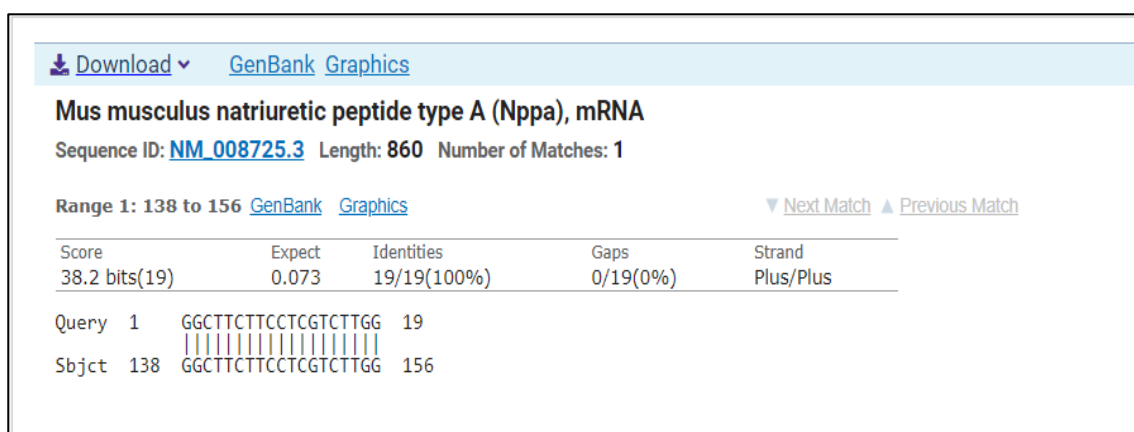 Download GenBank Graphics
Mus musculus natriuretic peptide type A (Nppa), mRNA
Sequence ID: NM_008725.3 Length: 860 Number of Matches: 1
Range 1: 138 to 156 GenBank Graphics ▼ Next Match ▲ Previous Match
Score Expect Identities Gaps Strand
38.2 bits(19) 0.073 19/19(100%) 0/19(0%) Plus/Plus
Query 1 GGCTTCTTCCTCGTCTTGG 19
|||||||||||||||||||
Sbjct 138 GGCTTCTTCCTCGTCTTGG 156